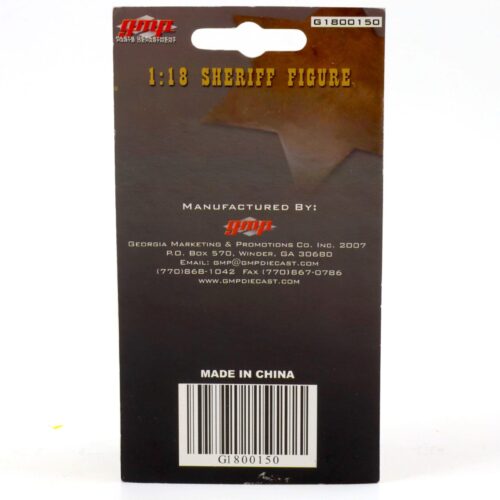 gmp
G1800150
PARTS DEPARTMENT
1:18 SHERIFF FIGURE
MANUFACTURED BY:
gmp
GEORGIA MARKETING & PROMOTIONS CO. INC. 2007
P.O. BOX 570, WINDER, GA 30680
EMAIL: GMP@GMPDIECAST.COM
(770)868-1042 FAX (770)867-0786
WWW.GMPDIECAST.COM
MADE IN CHINA
G1800150